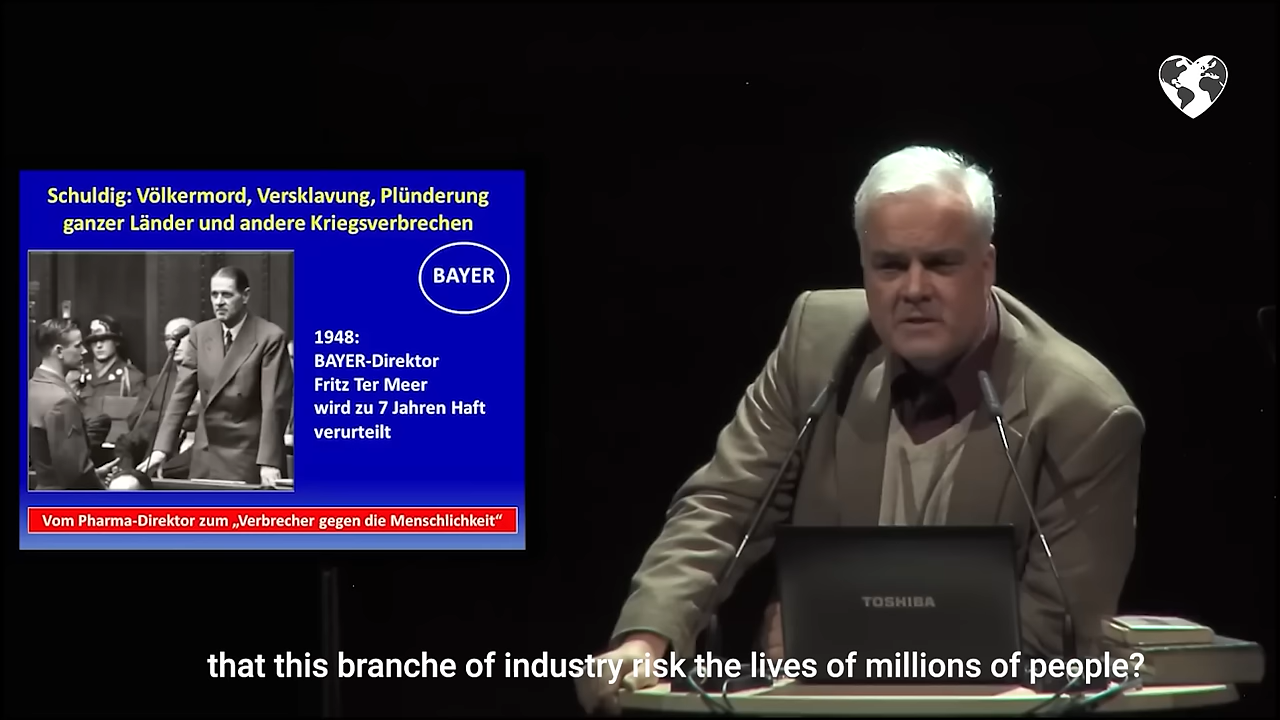 Schuldig: Völkermord, Versklavung, Plünderung
ganzer Länder und andere Kriegsverbrechen
BAYER
1948:
BAYER-Direktor
Fritz Ter Meer
wird zu 7 Jahren Haft
verurteilt
Vom Pharma-Direktor zum „Verbrecher gegen die Menschlichkeit“
TOSHIBA
that this branche of industry risk the lives of millions of people?